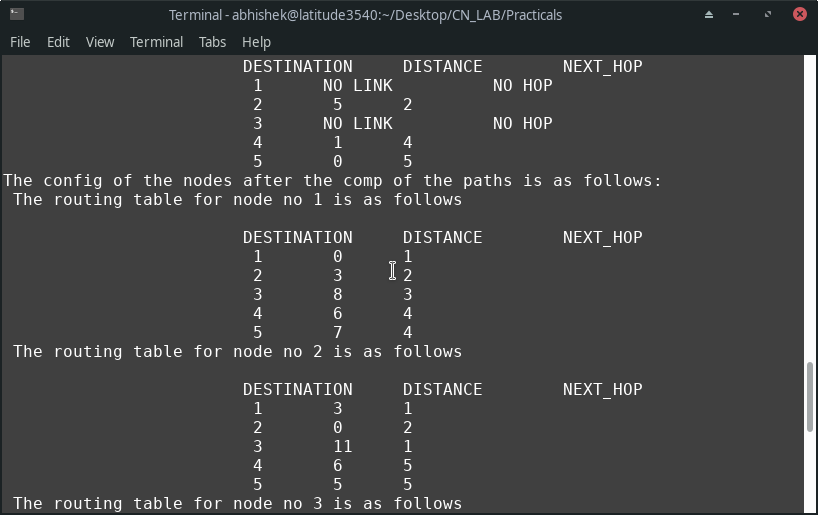 Terminal - abhishek@latitude3540:~/Desktop/CN_LAB/Practicals
File Edit View Terminal Tabs Help
DESTINATION DISTANCE NEXT_HOP
1 NO LINK NO HOP
2 5 2
3 NO LINK NO HOP
4 1 4
5 0 5
The config of the nodes after the comp of the paths is as follows:
The routing table for node no 1 is as follows
DESTINATION DISTANCE NEXT_HOP
1 0 1
2 3 2
3 8 3
4 6 4
5 7 4
The routing table for node no 2 is as follows
DESTINATION DISTANCE NEXT_HOP
1 3 1
2 0 2
3 11 1
4 6 5
5 5 5
The routing table for node no 3 is as follows